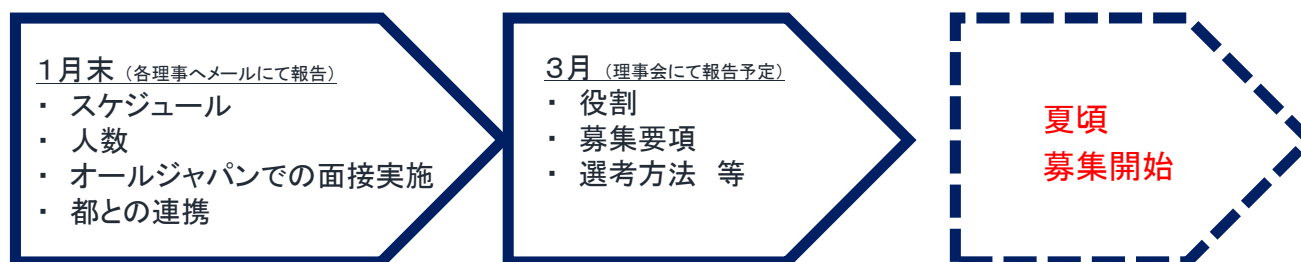 １月末（各理事へメールにて報告）
・ スケジュール
・ 人数
・ オールジャパンでの面接実施
・ 都との連携
３月（理事会にて報告予定）
・ 役割
・ 募集要項
・ 選考方法　等
夏頃
募集開始